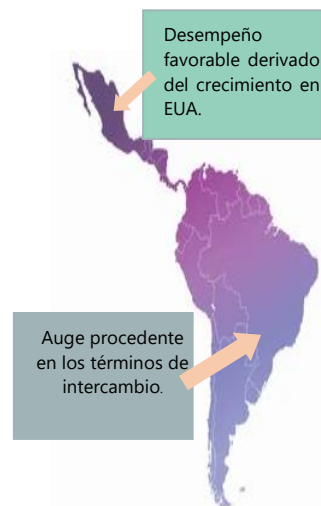 Desempeño
favorable derivado
del crecimiento en
EUA.
Auge procedente
en los términos de
intercambio.